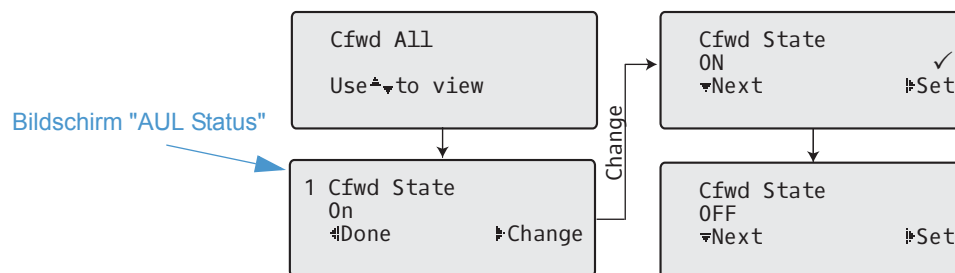 Cfwd All
Use▲▼to view
Bildschirm "AUL Status"
1 Cfwd State
On
◀Done ▶Change
Change
Cfwd State
ON ✓
▼Next ▶Set
Cfwd State
OFF
▼Next ▶Set